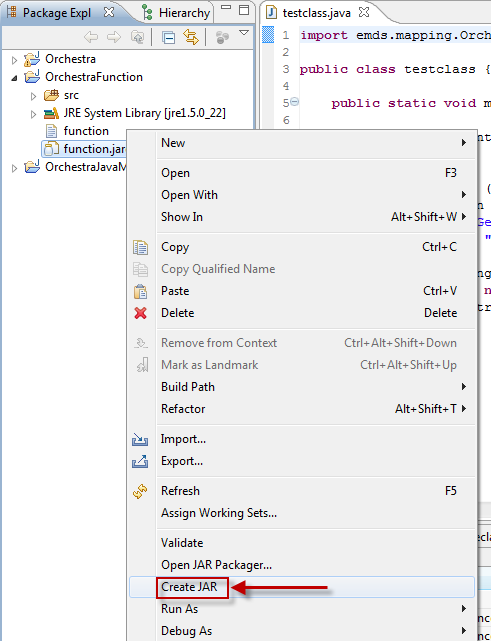 Package Expl
Hierarchy
Orchestra
OrchestraFunction
src
JRE System Library [jre1.5.0_22]
function
function.jar
OrchestraJavaM
testclass.java
1 import emds.mapping.Orch
2
3 public class testclass {
4
5 public static void m
6
New
Open F3
Open With
Show In Alt+Shift+W
Copy Ctrl+C
Copy Qualified Name
Paste Ctrl+V
Delete Delete
Remove from Context Ctrl+Alt+Shift+Down
Mark as Landmark Ctrl+Alt+Shift+Up
Build Path
Refactor Alt+Shift+T
Import...
Export...
Refresh F5
Assign Working Sets...
Validate
Open JAR Packager...
Create JAR
Run As
Debug As